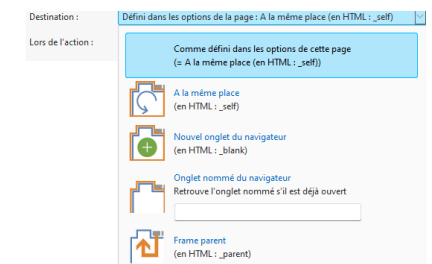 Destination : Défini dans les options de la page : A la même place (en HTML : _self)
Lors de l'action :
Comme défini dans les options de cette page
(= A la même place (en HTML : _self))
A la même place
(en HTML : _self)
Nouvel onglet du navigateur
(en HTML : _blank)
Onglet nommé du navigateur
Retrouve l'onglet nommé s'il est déjà ouvert
Frame parent
(en HTML : _parent)